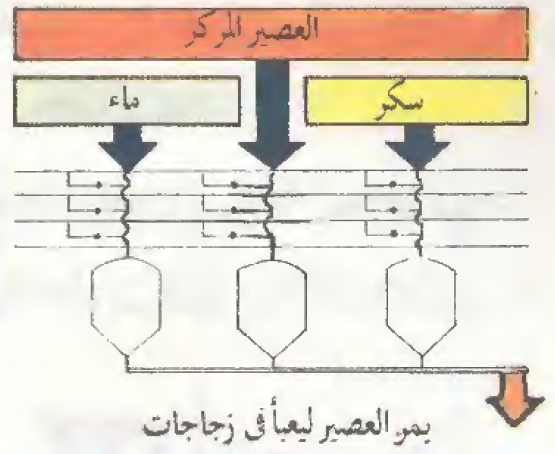 العصير المركز
سكر
ماء
يمر العصير ليعبأ في زجاجات